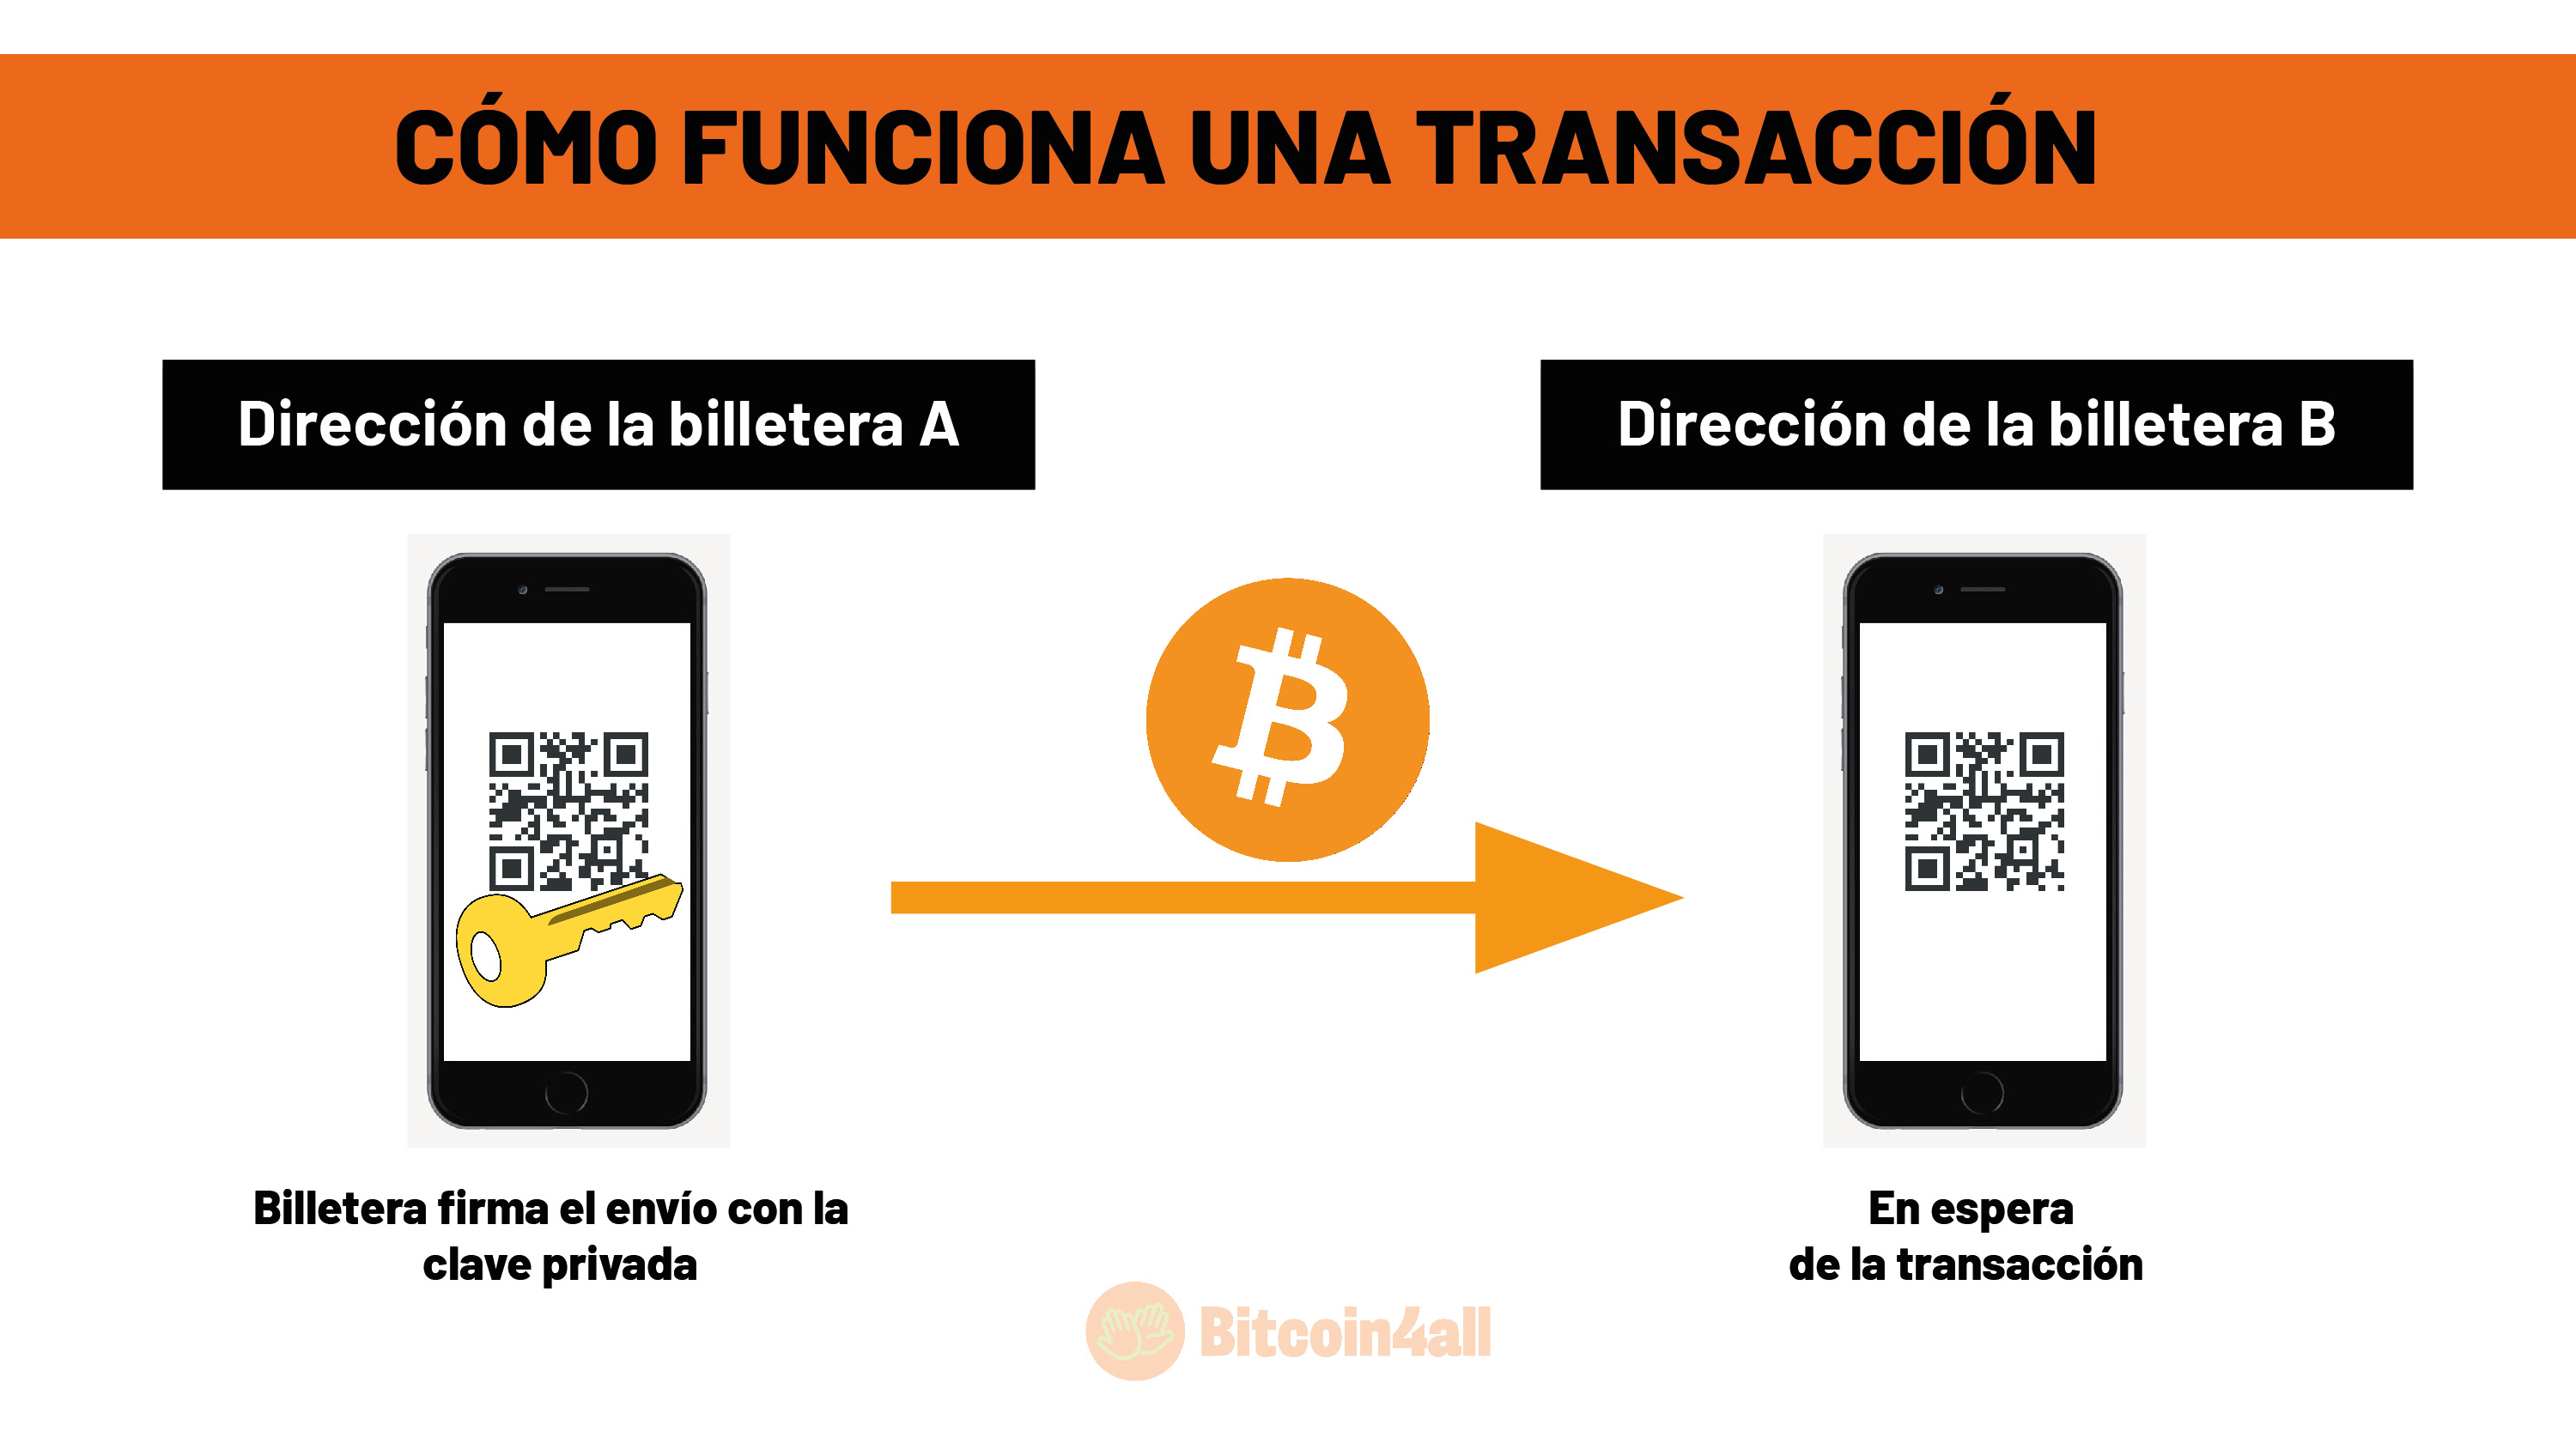 CÓMO FUNCIONA UNA TRANSACCIÓN
Dirección de la billetera A
Dirección de la billetera B
Billetera firma el envío con la
clave privada
En espera
de la transacción
Bitcoin4all